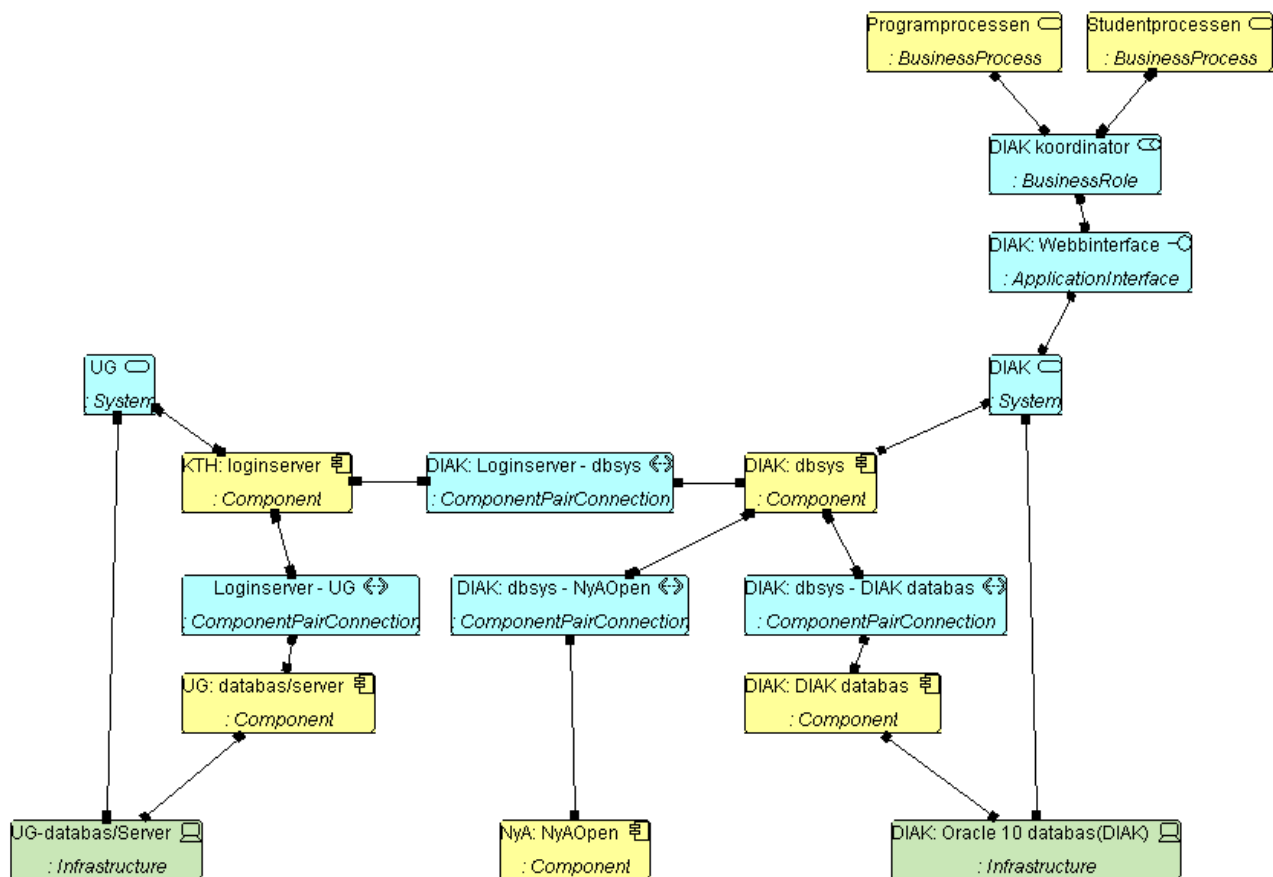 Programprocessen
: BusinessProcess
Studentprocessen
: BusinessProcess
DIAK koordinator
: BusinessRole
DIAK: Webbinterface
: ApplicationInterface
UG
: System
DIAK
: System
KTH: loginserver
: Component
DIAK: Loginserver - dbsys
: ComponentPairConnection
DIAK: dbsys
: Component
Loginserver - UG
: ComponentPairConnection
DIAK: dbsys - NyAOpen
: ComponentPairConnection
DIAK: dbsys - DIAK databas
: ComponentPairConnection
UG: databas/server
: Component
DIAK: DIAK databas
: Component
UG-databas/Server
: Infrastructure
NyA: NyAOpen
: Component
DIAK: Oracle 10 databas(DIAK)
: Infrastructure